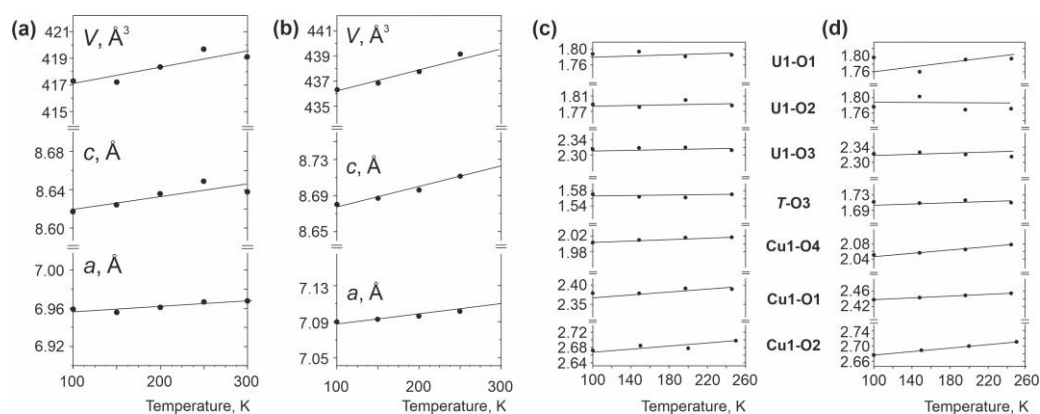 (a)
V, Å³
421
419
417
415
c, Å
8.68
8.64
8.60
a, Å
7.00
6.96
6.92
100 150 200 250 300
Temperature, K
(b)
V, Å³
441
439
437
435
c, Å
8.73
8.69
8.65
a, Å
7.13
7.09
7.05
100 150 200 250 300
Temperature, K
(c)
1.80
1.76
1.81
1.77
2.34
2.30
1.58
1.54
2.02
1.98
2.40
2.35
2.72
2.68
2.64
100 140 180 220 260
Temperature, K
U1-O1
U1-O2
U1-O3
T-O3
Cu1-O4
Cu1-O1
Cu1-O2
(d)
1.80
1.76
1.80
1.76
2.34
2.30
1.73
1.69
2.08
2.04
2.46
2.42
2.74
2.70
2.66
100 140 180 220 260
Temperature, K